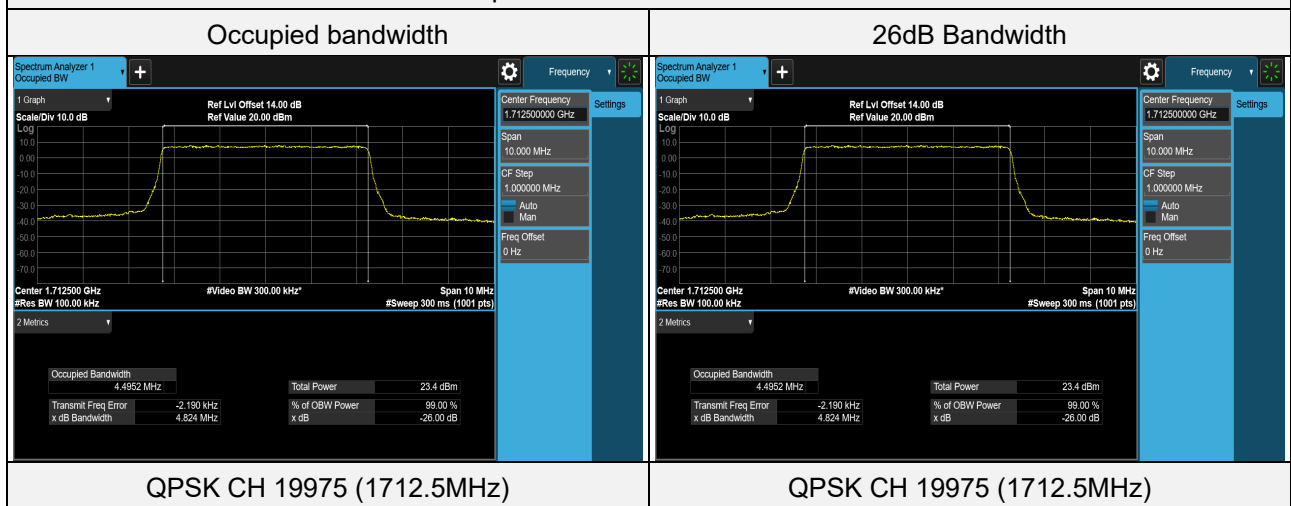 Occupied bandwidth
26dB Bandwidth
Spectrum Analyzer 1
Occupied BW
+
Frequency
1 Graph
Ref Lvl Offset 14.00 dB
Scale/Div 10.0 dB
Ref Value 20.00 dBm
Log
10.0
0.00
-10.0
-20.0
-30.0
-40.0
-50.0
-60.0
-70.0
Center 1.712500 GHz
#Video BW 300.00 kHz*
Span 10 MHz
#Res BW 100.00 kHz
#Sweep 300 ms (1001 pts)
Center Frequency
1.712500000 GHz
Settings
Span
10.000 MHz
CF Step
1.000000 MHz
Auto
Man
Freq Offset
0 Hz
2 Metrics
Occupied Bandwidth
4.4952 MHz
Total Power 23.4 dBm
Transmit Freq Error -2.190 kHz
% of OBW Power 99.00 %
x dB Bandwidth 4.824 MHz
x dB -26.00 dB
Spectrum Analyzer 1
Occupied BW
+
Frequency
1 Graph
Ref Lvl Offset 14.00 dB
Scale/Div 10.0 dB
Ref Value 20.00 dBm
Log
10.0
0.00
-10.0
-20.0
-30.0
-40.0
-50.0
-60.0
-70.0
Center 1.712500 GHz
#Video BW 300.00 kHz*
Span 10 MHz
#Res BW 100.00 kHz
#Sweep 300 ms (1001 pts)
Center Frequency
1.712500000 GHz
Settings
Span
10.000 MHz
CF Step
1.000000 MHz
Auto
Man
Freq Offset
0 Hz
2 Metrics
Occupied Bandwidth
4.4952 MHz
Total Power 23.4 dBm
Transmit Freq Error -2.190 kHz
% of OBW Power 99.00 %
x dB Bandwidth 4.824 MHz
x dB -26.00 dB
QPSK CH 19975 (1712.5MHz)
QPSK CH 19975 (1712.5MHz)